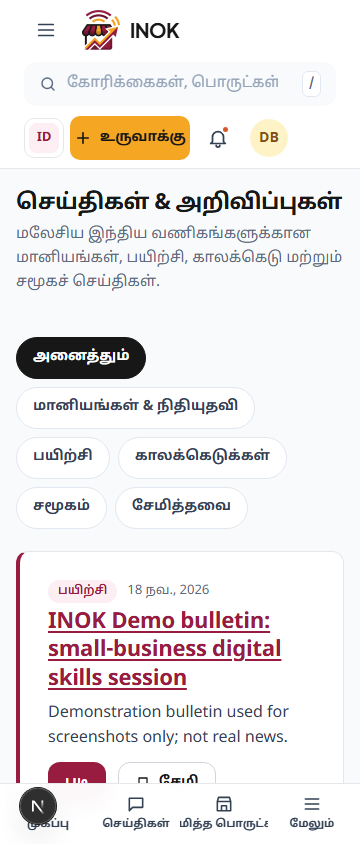 INOK
கோரிக்கைகள், பொருட்கள்
/
ID
+ உருவாக்கு
DB
செய்திகள் & அறிவிப்புகள்
மலேசிய இந்திய வணிகங்களுக்கான
மானியங்கள், பயிற்சி, காலக்கெடு மற்றும்
சமூகச் செய்திகள்.
அனைத்தும்
மானியங்கள் & நிதியுதவி
பயிற்சி
காலக்கெடுக்கள்
சமூகம்
சேமித்தவை
பயிற்சி 18 நவ., 2026
INOK Demo bulletin:
small-business digital
skills session
Demonstration bulletin used for
screenshots only; not real news.
N
செய்திகள்
மேலும்